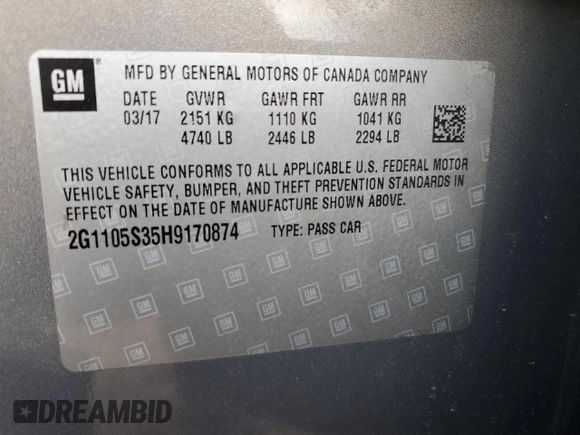 GM
MFD BY GENERAL MOTORS OF CANADA COMPANY
DATE GVWR GAWR FRT GAWR RR
03/17 2151 KG 1110 KG 1041 KG
4740 LB 2446 LB 2294 LB
THIS VEHICLE CONFORMS TO ALL APPLICABLE U.S. FEDERAL MOTOR
VEHICLE SAFETY, BUMPER, AND THEFT PREVENTION STANDARDS IN
EFFECT ON THE DATE OF MANUFACTURE SHOWN ABOVE.
2G1105S35H9170874 TYPE: PASS CAR
DREAMBID